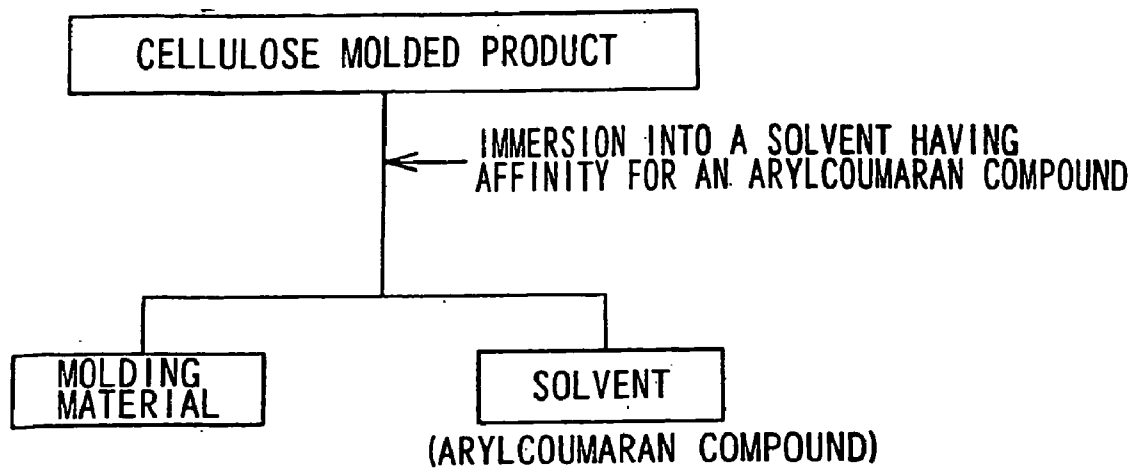 CELLULOSE MOLDED PRODUCT
IMMERSION INTO A SOLVENT HAVING
AFFINITY FOR AN ARYLCOUMARAN COMPOUND
MOLDING
MATERIAL
SOLVENT
(ARYLCOUMARAN COMPOUND)